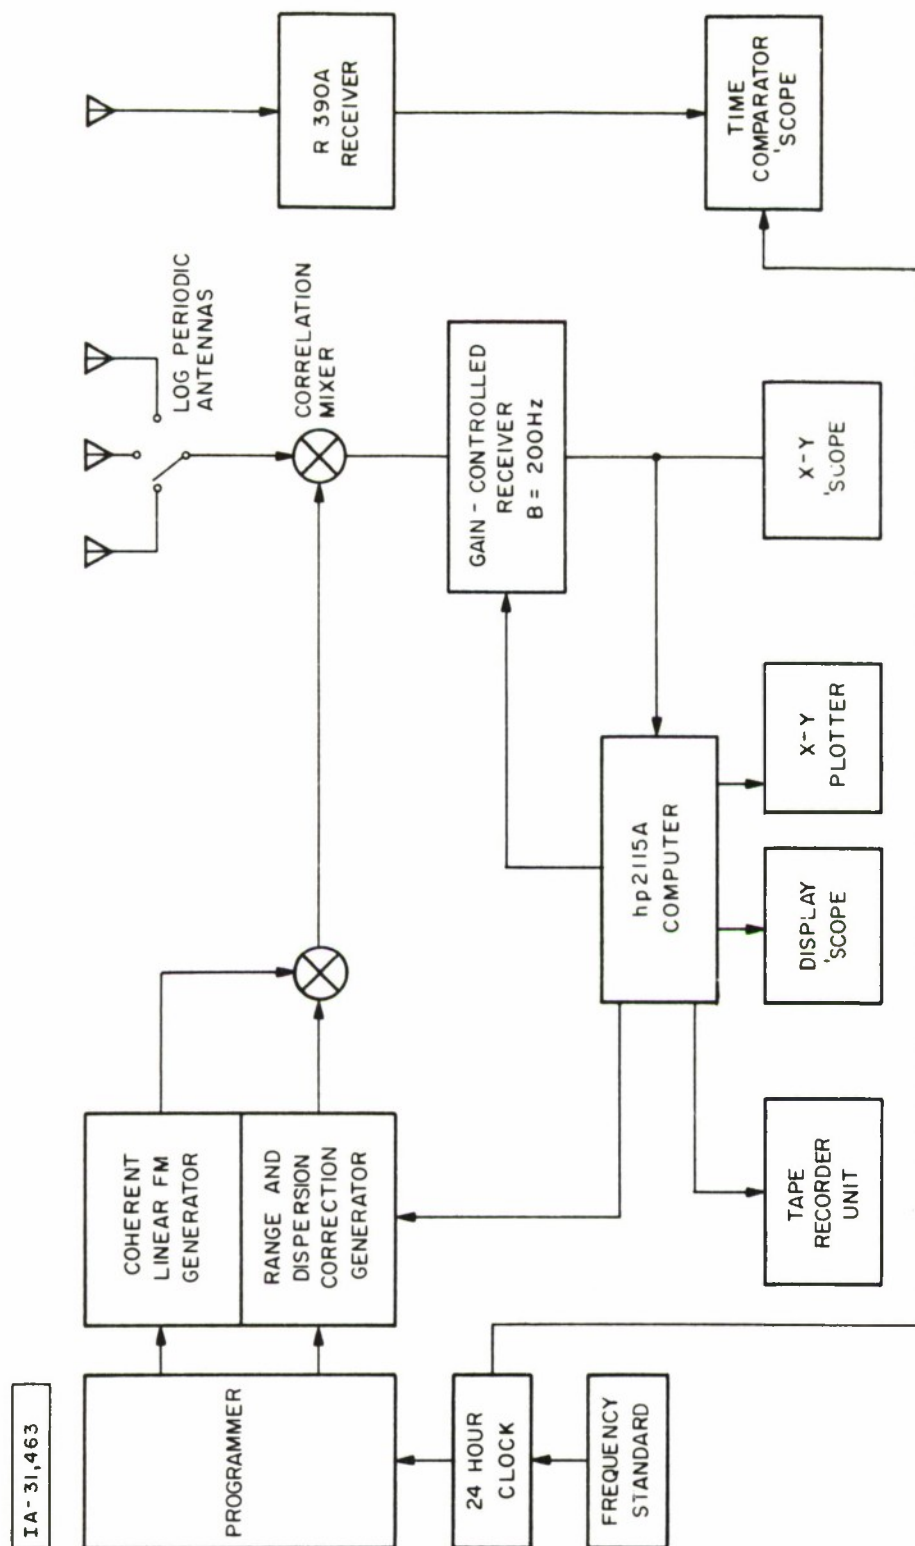 IA-31,463
PROGRAMMER
24 HOUR
CLOCK
FREQUENCY
STANDARD
COHERENT
LINEAR FM
GENERATOR
RANGE AND
DISPERSION
CORRECTION
GENERATOR
TAPE
RECORDER
UNIT
hp2115A
COMPUTER
DISPLAY
'SCOPE
X-Y
PLOTTER
LOG PERIODIC
ANTENNAS
CORRELATION
MIXER
GAIN-CONTROLLED
RECEIVER
B= 200Hz
X-Y
'SCOPE
R 390A
RECEIVER
TIME
COMPARATOR
'SCOPE